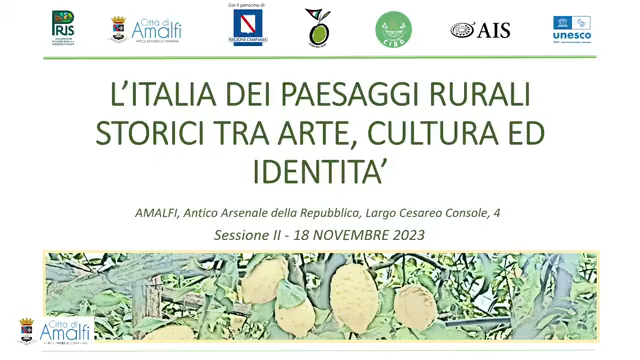 Con il patrocinio di
PRIS
Città di
Amalfi
REGIONE CAMPANIA
CIBO
AIS
unesco
L'ITALIA DEI PAESAGGI RURALI
STORICI TRA ARTE, CULTURA ED
IDENTITA'
AMALFI, Antico Arsenale della Repubblica, Largo Cesareo Console, 4
Sessione II - 18 NOVEMBRE 2023
Città di
Amalfi